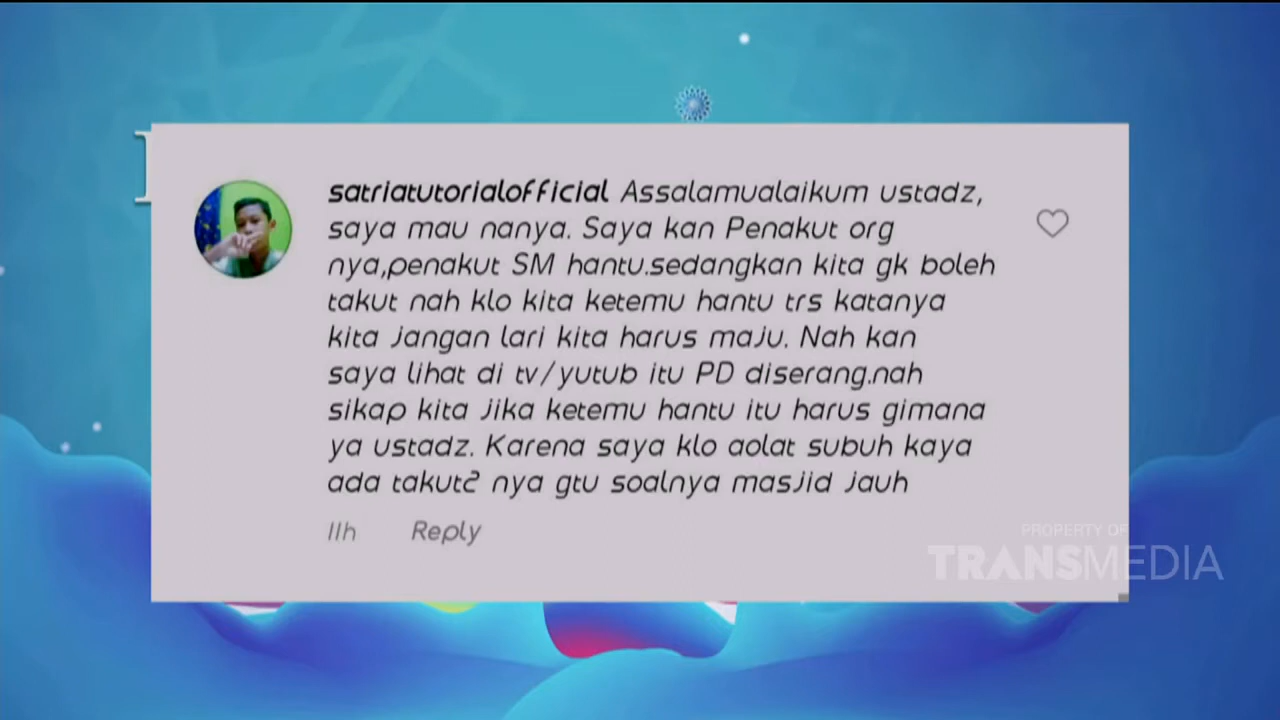 satriatutorialofficial Assalamualaikum ustadz,
saya mau nanya. Saya kan Penakut org
nya,penakut SM hantu.sedangkan kita gk boleh
takut nah klo kita ketemu hantu trs katanya
kita jangan lari kita harus maju. Nah kan
saya lihat di tv/yutub itu PD diserang.nah
sikap kita jika ketemu hantu itu harus gimana
ya ustadz. Karena saya klo aolat subuh kaya
ada takut2 nya gtu soalnya masjid jauh
11h Reply
PROPERTY OF
TRANSMEDIA